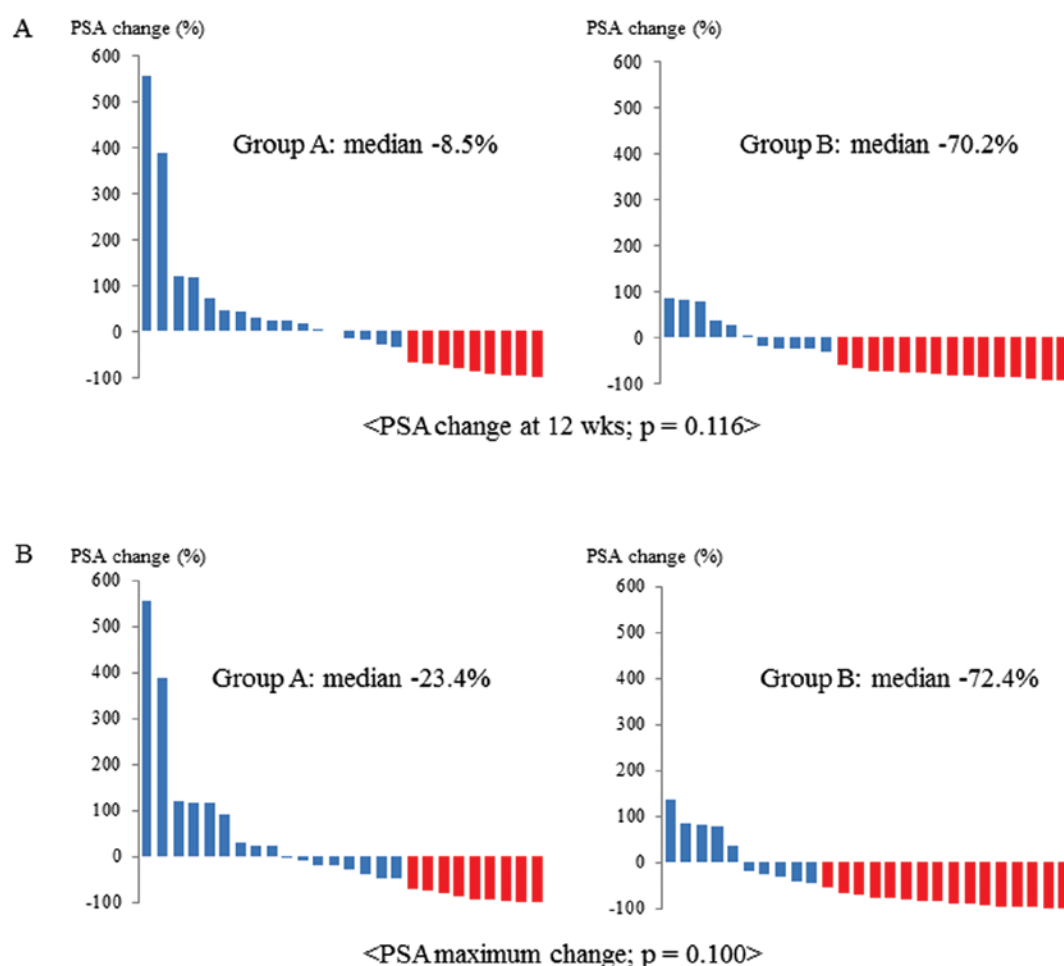 A
PSA change (%)
PSA change (%)
600
500
400
300
200
100
0
-100
Group A: median -8.5%
600
500
400
300
200
100
0
-100
Group B: median -70.2%
<PSA change at 12 wks; p = 0.116>
B
PSA change (%)
PSA change (%)
600
500
400
300
200
100
0
-100
Group A: median -23.4%
600
500
400
300
200
100
0
-100
Group B: median -72.4%
<PSA maximum change; p = 0.100>